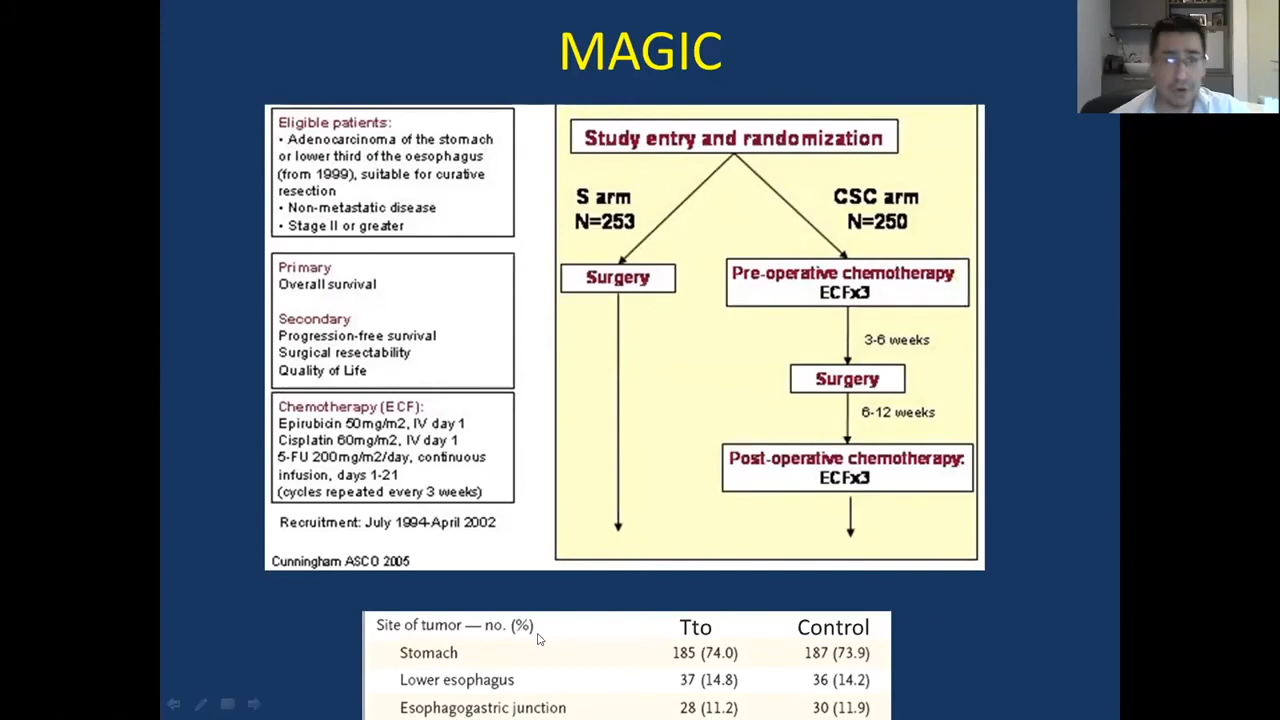 MAGIC
Eligible patients:
• Adenocarcinoma of the stomach
or lower third of the oesophagus
(from 1999), suitable for curative
resection
• Non-metastatic disease
• Stage II or greater
Primary
Overall survival
Secondary
Progression-free survival
Surgical resectability
Quality of Life
Chemotherapy (ECF):
Epirubicin 50mg/m2, IV day 1
Cisplatin 60mg/m2, IV day 1
5-FU 200mg/m2/day, continuous
infusion, days 1-21
(cycles repeated every 3 weeks)
Recruitment: July 1994-April 2002
Cunningham ASCO 2005
Study entry and randomization
S arm
N=253
CSC arm
N=250
Surgery
Pre-operative chemotherapy
ECFx3
3-6 weeks
Surgery
6-12 weeks
Post-operative chemotherapy:
ECFx3
Site of tumor — no. (%) Tto Control
Stomach 185 (74.0) 187 (73.9)
Lower esophagus 37 (14.8) 36 (14.2)
Esophagogastric junction 28 (11.2) 30 (11.9)